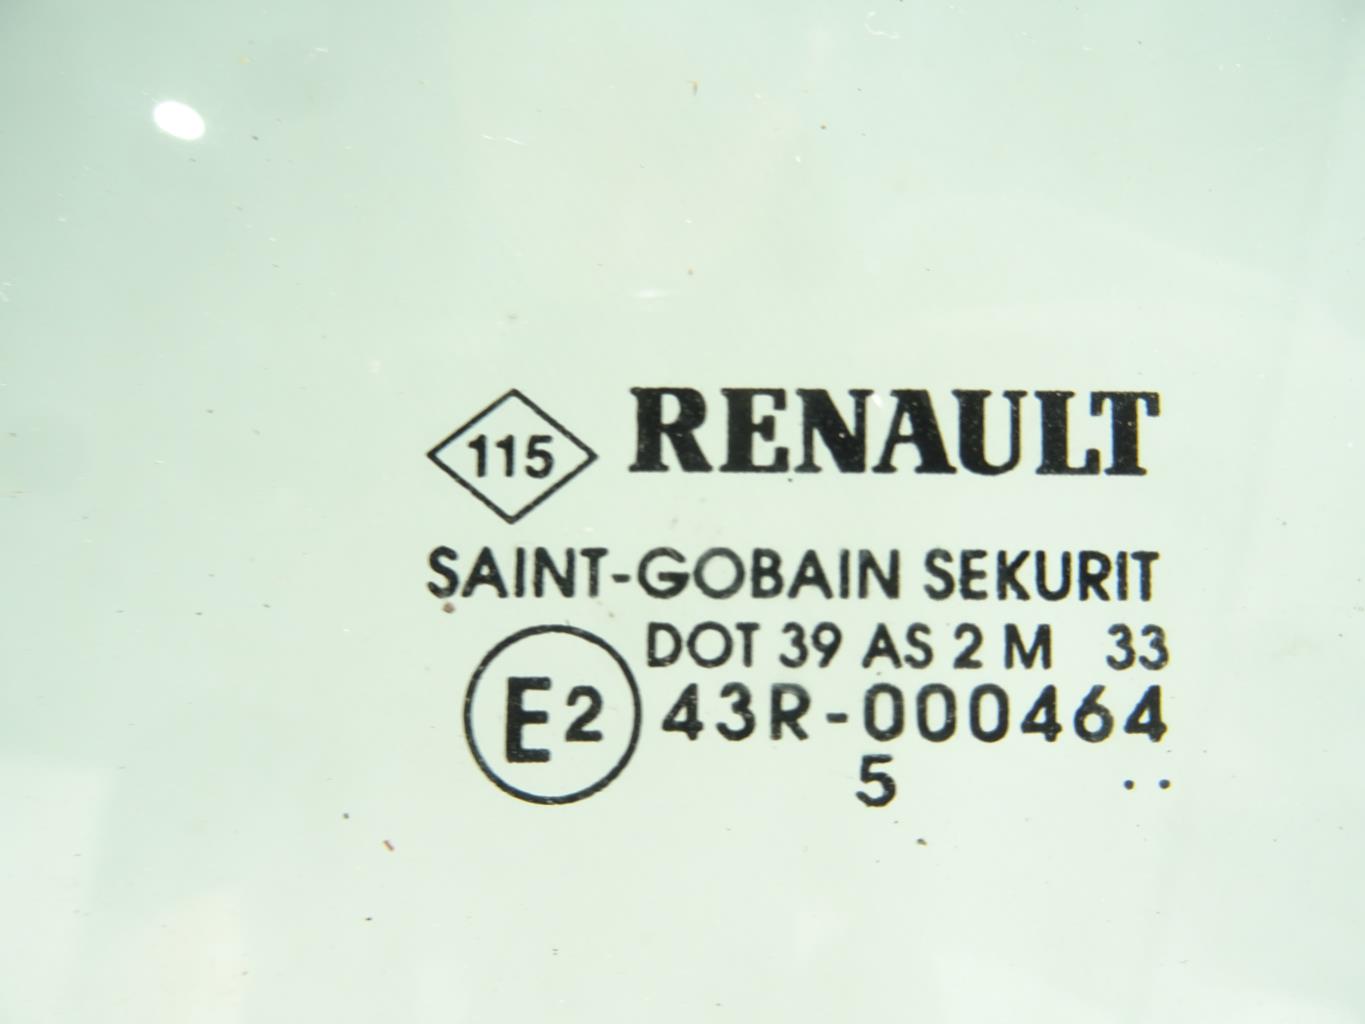 115 RENAULT
SAINT-GOBAIN SEKURIT
DOT 39 AS 2 M 33
E2 43R-000464
5 ..